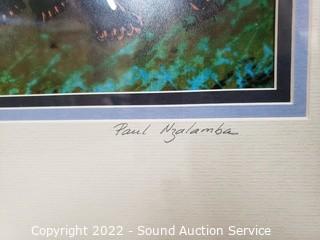 Paul Nzalamba
Copyright 2022 - Sound Auction Service